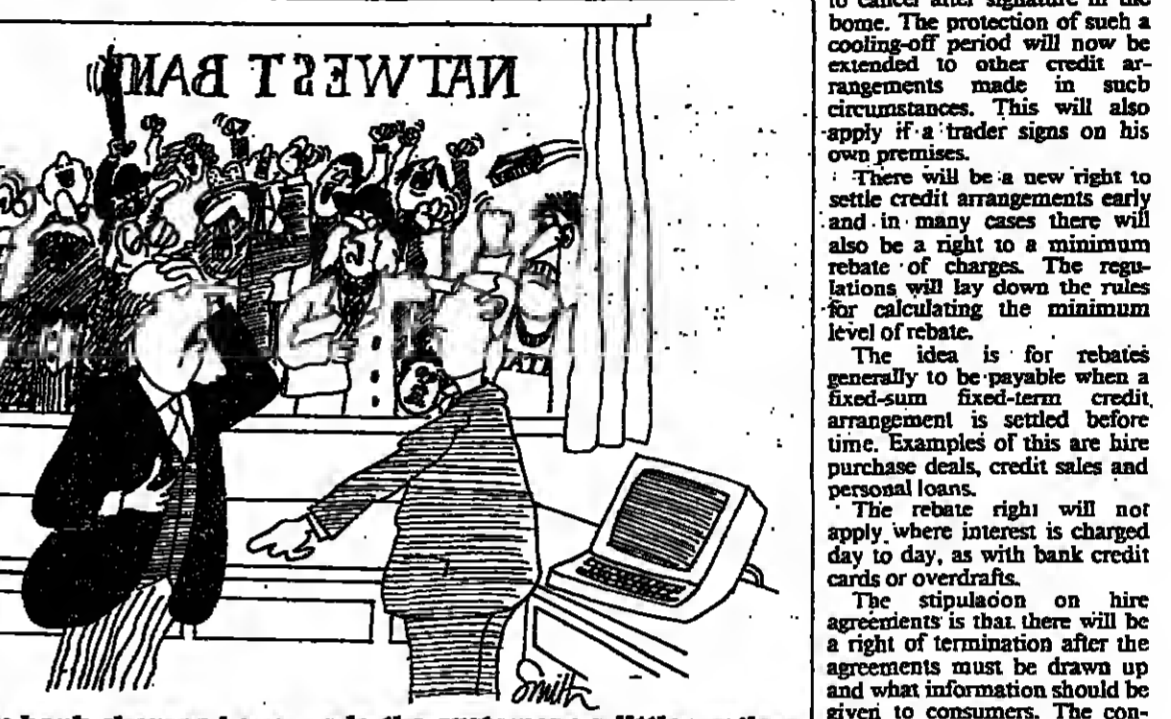 NATWEST BANK
Smith
to cancel after signature in the
bome. The protection of such a
cooling-off period will now be
extended to other credit ar-
rangements made in such
circumstances. This will also
apply if a trader signs on his
own premises.
There will be a new right to
settle credit arrangements early
and in many cases there will
also be a right to a minimum
rebate of charges. The regu-
lations will lay down the rules
for calculating the minimum
level of rebate.
The idea is for rebates
generally to be payable when a
fixed-sum fixed-term credit
arrangement is settled before
time. Examples of this are hire
purchase deals, credit sales and
personal loans.
The rebate right will not
apply where interest is charged
day to day, as with bank credit
cards or overdrafts.
The stipulation on hire
agreements is that there will be
a right of termination after the
agreements must be drawn up
and what information should be
given to consumers. The con-